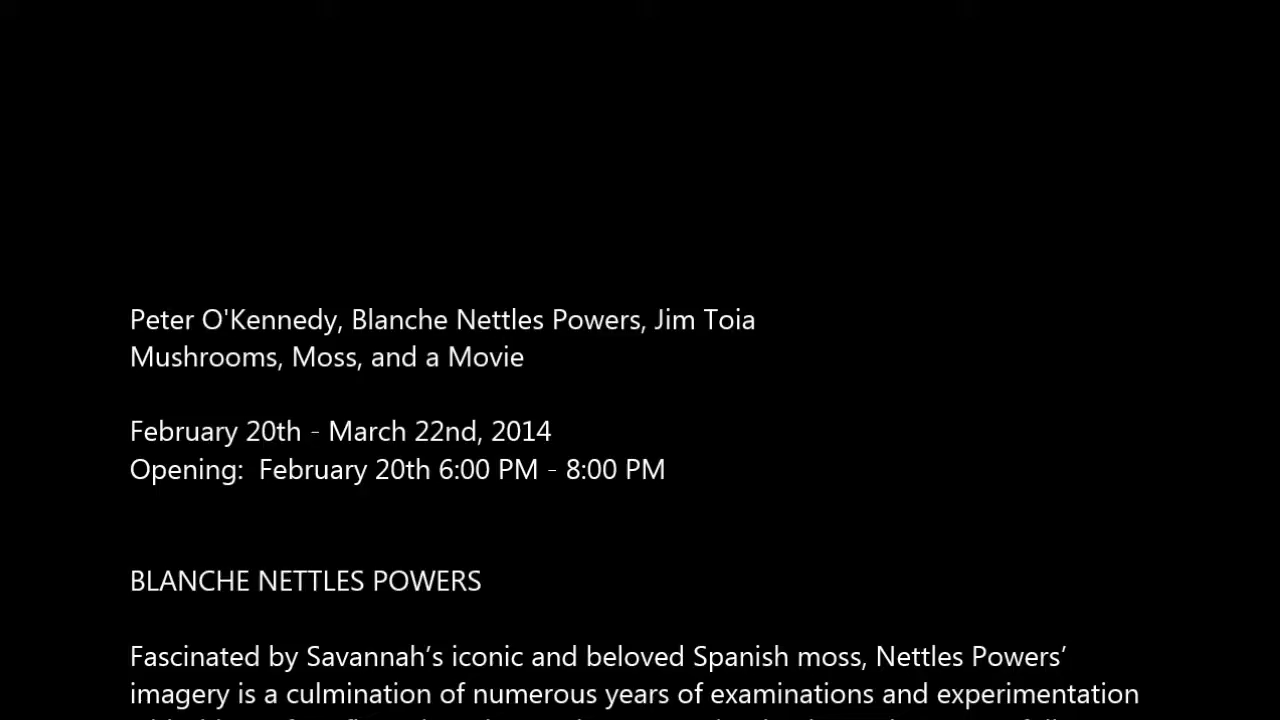 Peter O'Kennedy, Blanche Nettles Powers, Jim Toia
Mushrooms, Moss, and a Movie
February 20th - March 22nd, 2014
Opening:  February 20th 6:00 PM - 8:00 PM
BLANCHE NETTLES POWERS
Fascinated by Savannah’s iconic and beloved Spanish moss, Nettles Powers’
imagery is a culmination of numerous years of examinations and experimentation